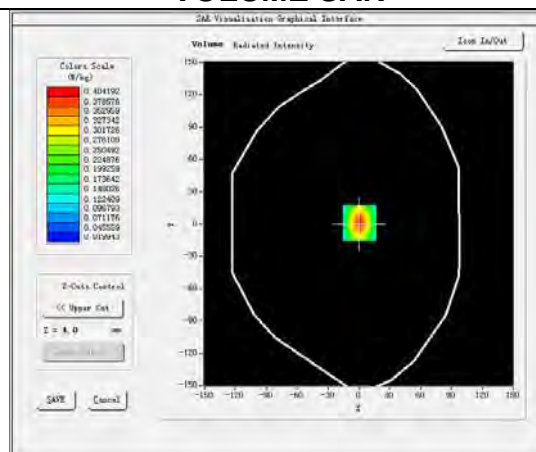 VOLUME SAR
SAR Visualisation Graphical Interface
Volume Radiated Intensity
Zoom In/Out
Colors Scale
(W/kg)
0.404192
0.378576
0.352959
0.327342
0.301726
0.276109
0.250492
0.224876
0.199259
0.173642
0.148026
0.122409
0.096793
0.071176
0.045559
0.019943
150
120
90
60
30
0
-30
-60
-90
-120
-150
Y
-150 -120 -90 -60 -30 0 30 60 90 120 150
X
Z-Cuts Control
<< Upper Cut
Z = 4.0 mm
SAVE Cancel